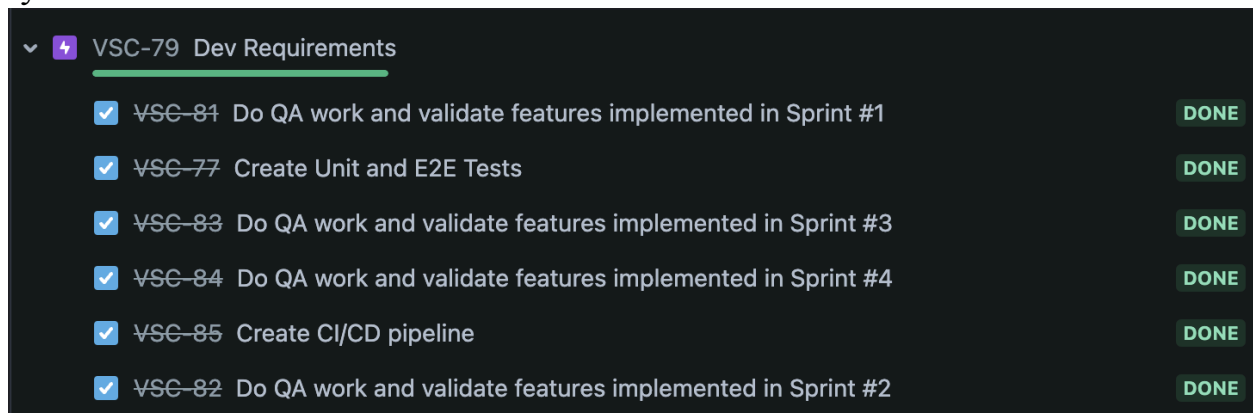 VSC-79 Dev Requirements
VSC-81 Do QA work and validate features implemented in Sprint #1 DONE
VSC-77 Create Unit and E2E Tests DONE
VSC-83 Do QA work and validate features implemented in Sprint #3 DONE
VSC-84 Do QA work and validate features implemented in Sprint #4 DONE
VSC-85 Create CI/CD pipeline DONE
VSC-82 Do QA work and validate features implemented in Sprint #2 DONE